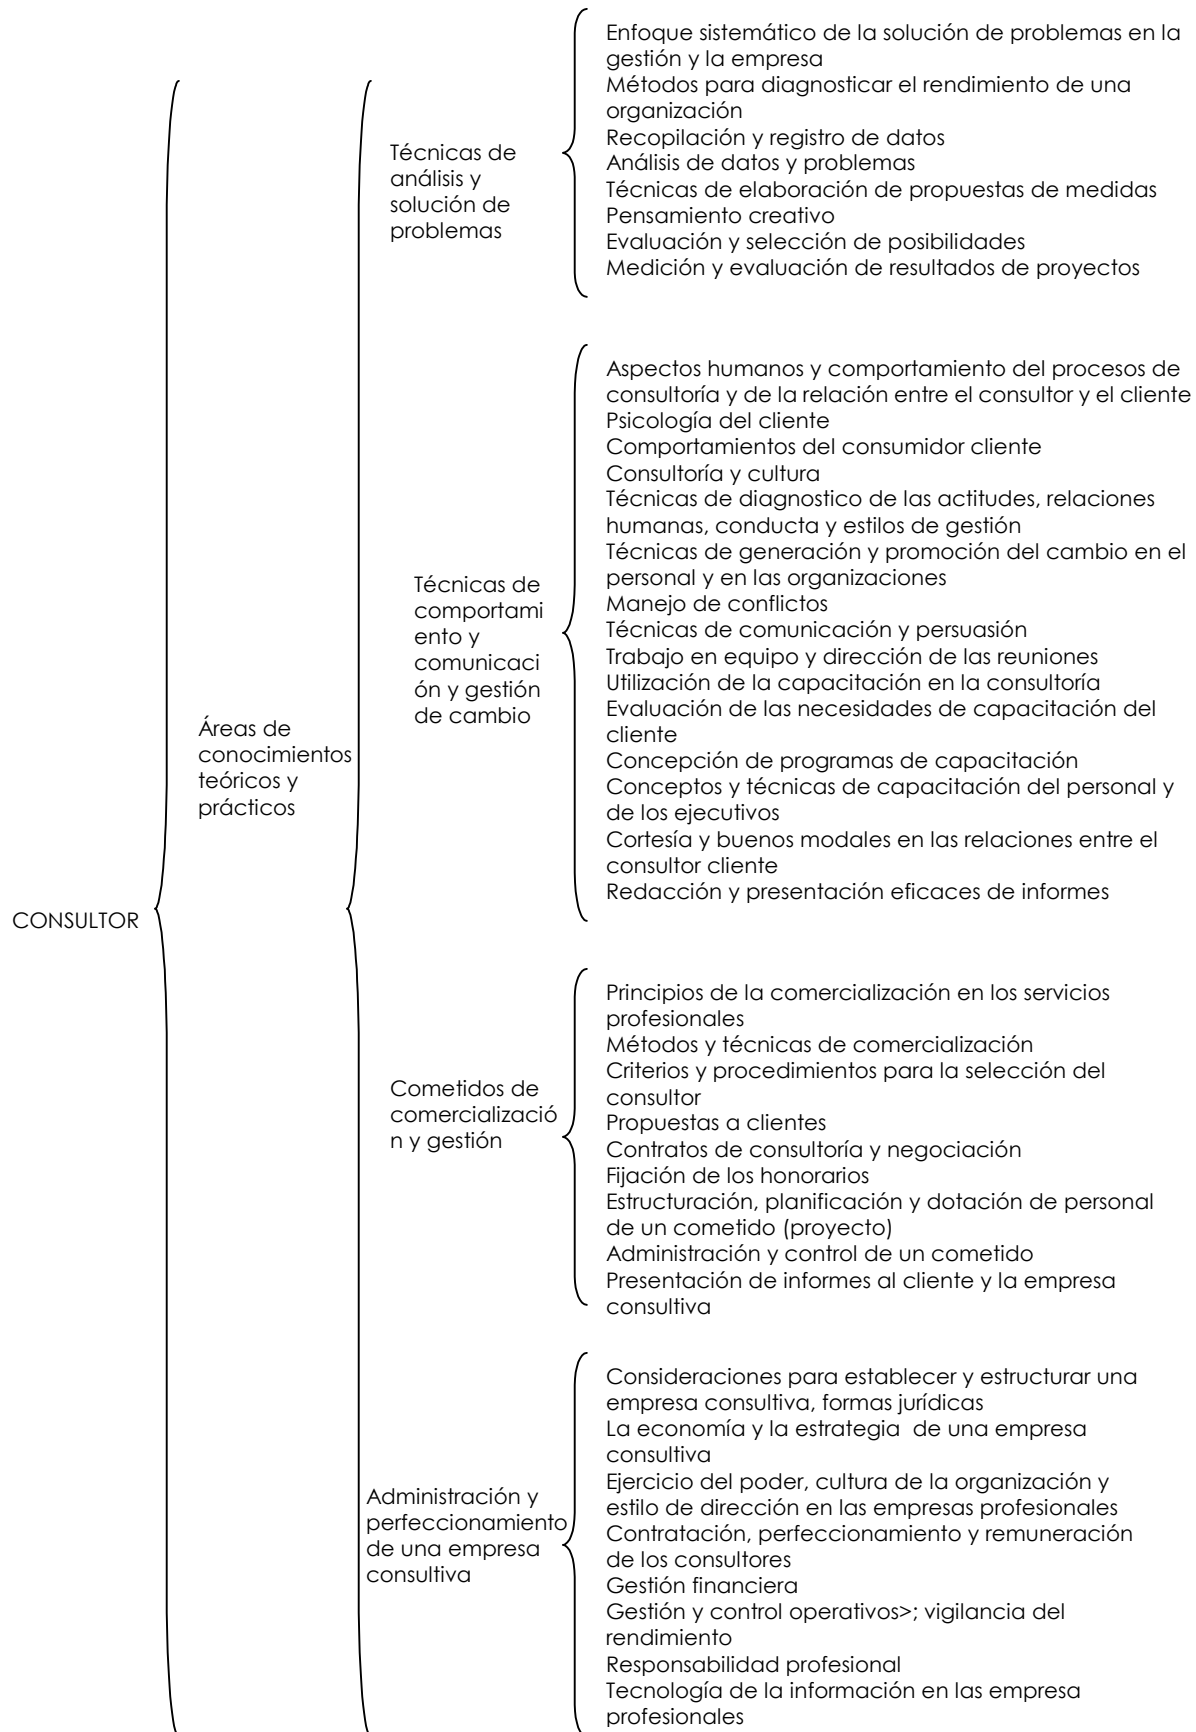 CONSULTOR
Áreas de
conocimientos
teóricos y
prácticos
Técnicas de
análisis y
solución de
problemas
Enfoque sistemático de la solución de problemas en la
gestión y la empresa
Métodos para diagnosticar el rendimiento de una
organización
Recopilación y registro de datos
Análisis de datos y problemas
Técnicas de elaboración de propuestas de medidas
Pensamiento creativo
Evaluación y selección de posibilidades
Medición y evaluación de resultados de proyectos
Técnicas de
comportami
ento y
comunicaci
ón y gestión
de cambio
Aspectos humanos y comportamiento del procesos de
consultoría y de la relación entre el consultor y el cliente
Psicología del cliente
Comportamientos del consumidor cliente
Consultoría y cultura
Técnicas de diagnostico de las actitudes, relaciones
humanas, conducta y estilos de gestión
Técnicas de generación y promoción del cambio en el
personal y en las organizaciones
Manejo de conflictos
Técnicas de comunicación y persuasión
Trabajo en equipo y dirección de las reuniones
Utilización de la capacitación en la consultoría
Evaluación de las necesidades de capacitación del
cliente
Concepción de programas de capacitación
Conceptos y técnicas de capacitación del personal y
de los ejecutivos
Cortesía y buenos modales en las relaciones entre el
consultor cliente
Redacción y presentación eficaces de informes
Cometidos de
comercializació
n y gestión
Principios de la comercialización en los servicios
profesionales
Métodos y técnicas de comercialización
Criterios y procedimientos para la selección del
consultor
Propuestas a clientes
Contratos de consultoría y negociación
Fijación de los honorarios
Estructuración, planificación y dotación de personal
de un cometido (proyecto)
Administración y control de un cometido
Presentación de informes al cliente y la empresa
consultiva
Administración y
perfeccionamiento
de una empresa
consultiva
Consideraciones para establecer y estructurar una
empresa consultiva, formas jurídicas
La economía y la estrategia  de una empresa
consultiva
Ejercicio del poder, cultura de la organización y
estilo de dirección en las empresas profesionales
Contratación, perfeccionamiento y remuneración
de los consultores
Gestión financiera
Gestión y control operativos>; vigilancia del
rendimiento
Responsabilidad profesional
Tecnología de la información en las empresa
profesionales